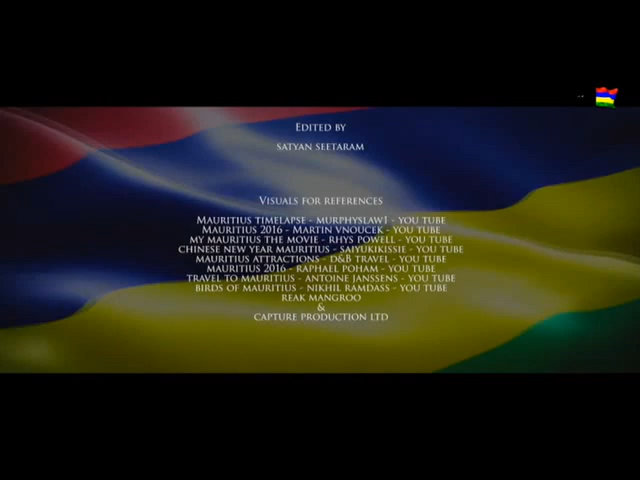 Edited by
satyan seetaram
Visuals for references
Mauritius timelapse - murphyslaw1 - you tube
Mauritius 2016 - Martin vnoucek - you tube
my mauritius the movie - rhys powell - you tube
chinese new year mauritius - saiyukikissie - you tube
mauritius attractions - d&b travel - you tube
mauritius 2016 - raphael poham - you tube
travel to mauritius - antoine janssens - you tube
birds of mauritius - nikhil ramdass - you tube
reak mangroo
&
capture production ltd